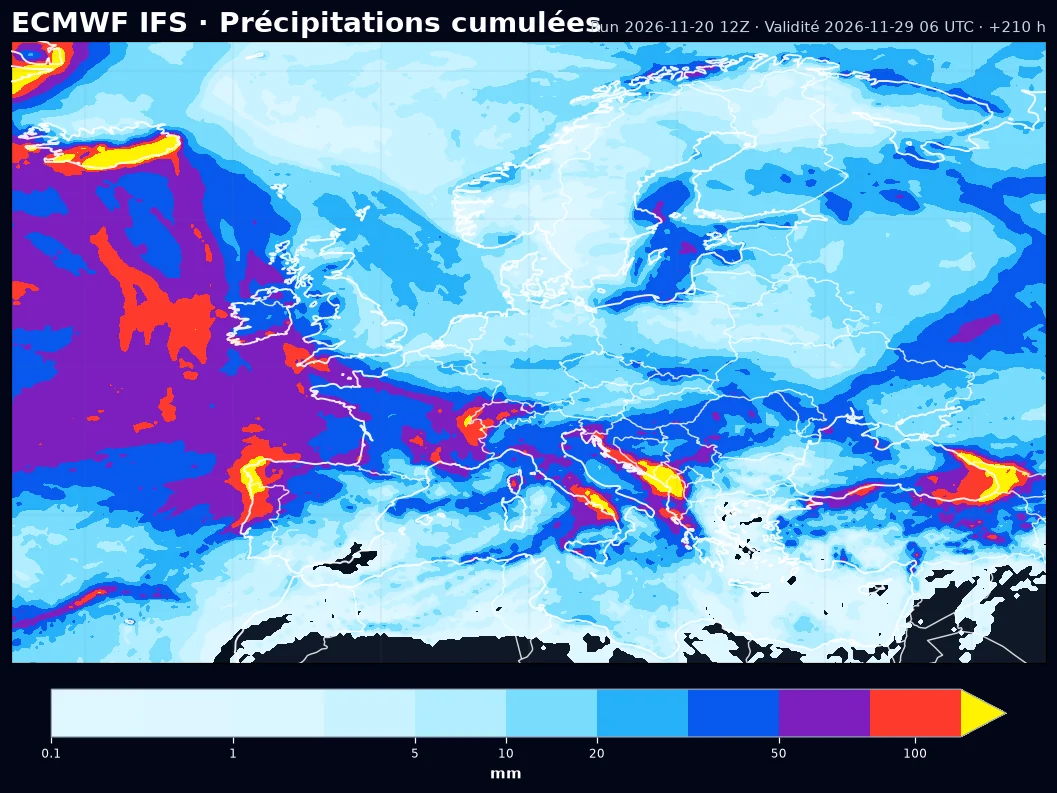 ECMWF IFS · Précipitations cumulées
Run 2026-11-20 12Z · Validité 2026-11-29 06 UTC · +210 h
0.1 1 5 10 20 50 100
mm